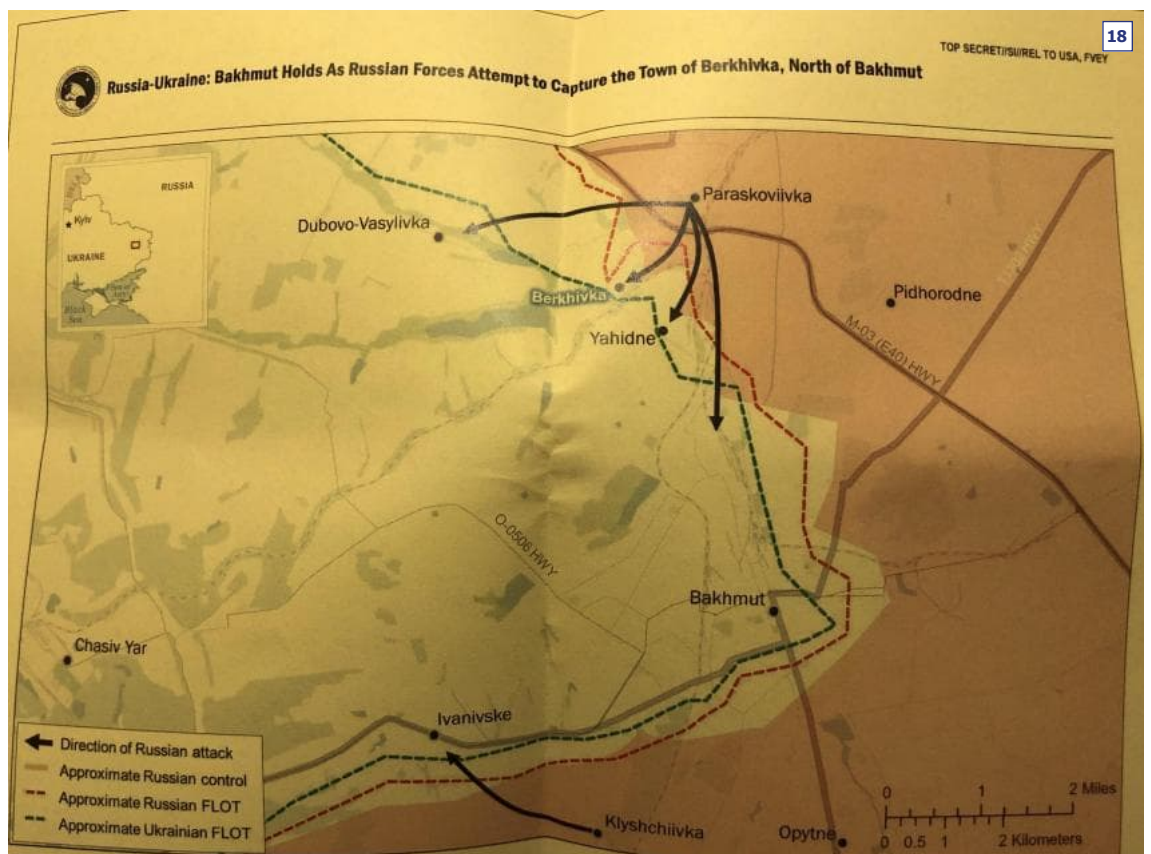 18
TOP SECRET//SI//REL TO USA, FVEY
Russia-Ukraine: Bakhmut Holds As Russian Forces Attempt to Capture the Town of Berkhivka, North of Bakhmut
RUSSIA
Kyiv
UKRAINE
Black
Sea
Paraskoviivka
Dubovo-Vasylivka
Berkhivka
Pidhorodne
Yahidne
M-03 (E40) HWY
O-0506 HWY
Bakhmut
Chasiv Yar
Ivanivske
Klyshchiivka
Opytne
Direction of Russian attack
Approximate Russian control
Approximate Russian FLOT
Approximate Ukrainian FLOT
0 1 2 Miles
0 0.5 1 2 Kilometers